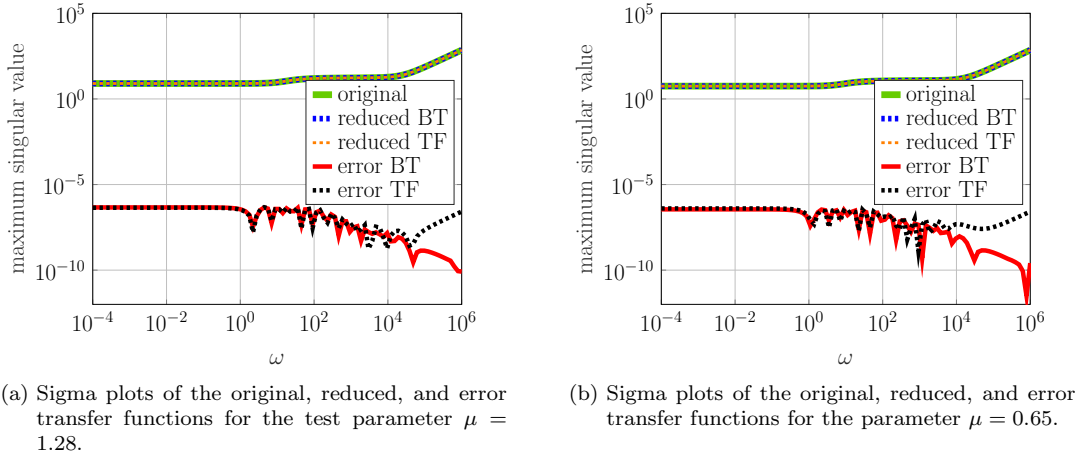 10^5
10^0
10^−5
10^−10
maximum singular value
original
reduced BT
reduced TF
error BT
error TF
10^−4 10^−2 10^0 10^2 10^4 10^6
ω
(a) Sigma plots of the original, reduced, and error
transfer functions for the test parameter μ =
1.28.
10^5
10^0
10^−5
10^−10
maximum singular value
original
reduced BT
reduced TF
error BT
error TF
10^−4 10^−2 10^0 10^2 10^4 10^6
ω
(b) Sigma plots of the original, reduced, and error
transfer functions for the parameter μ = 0.65.